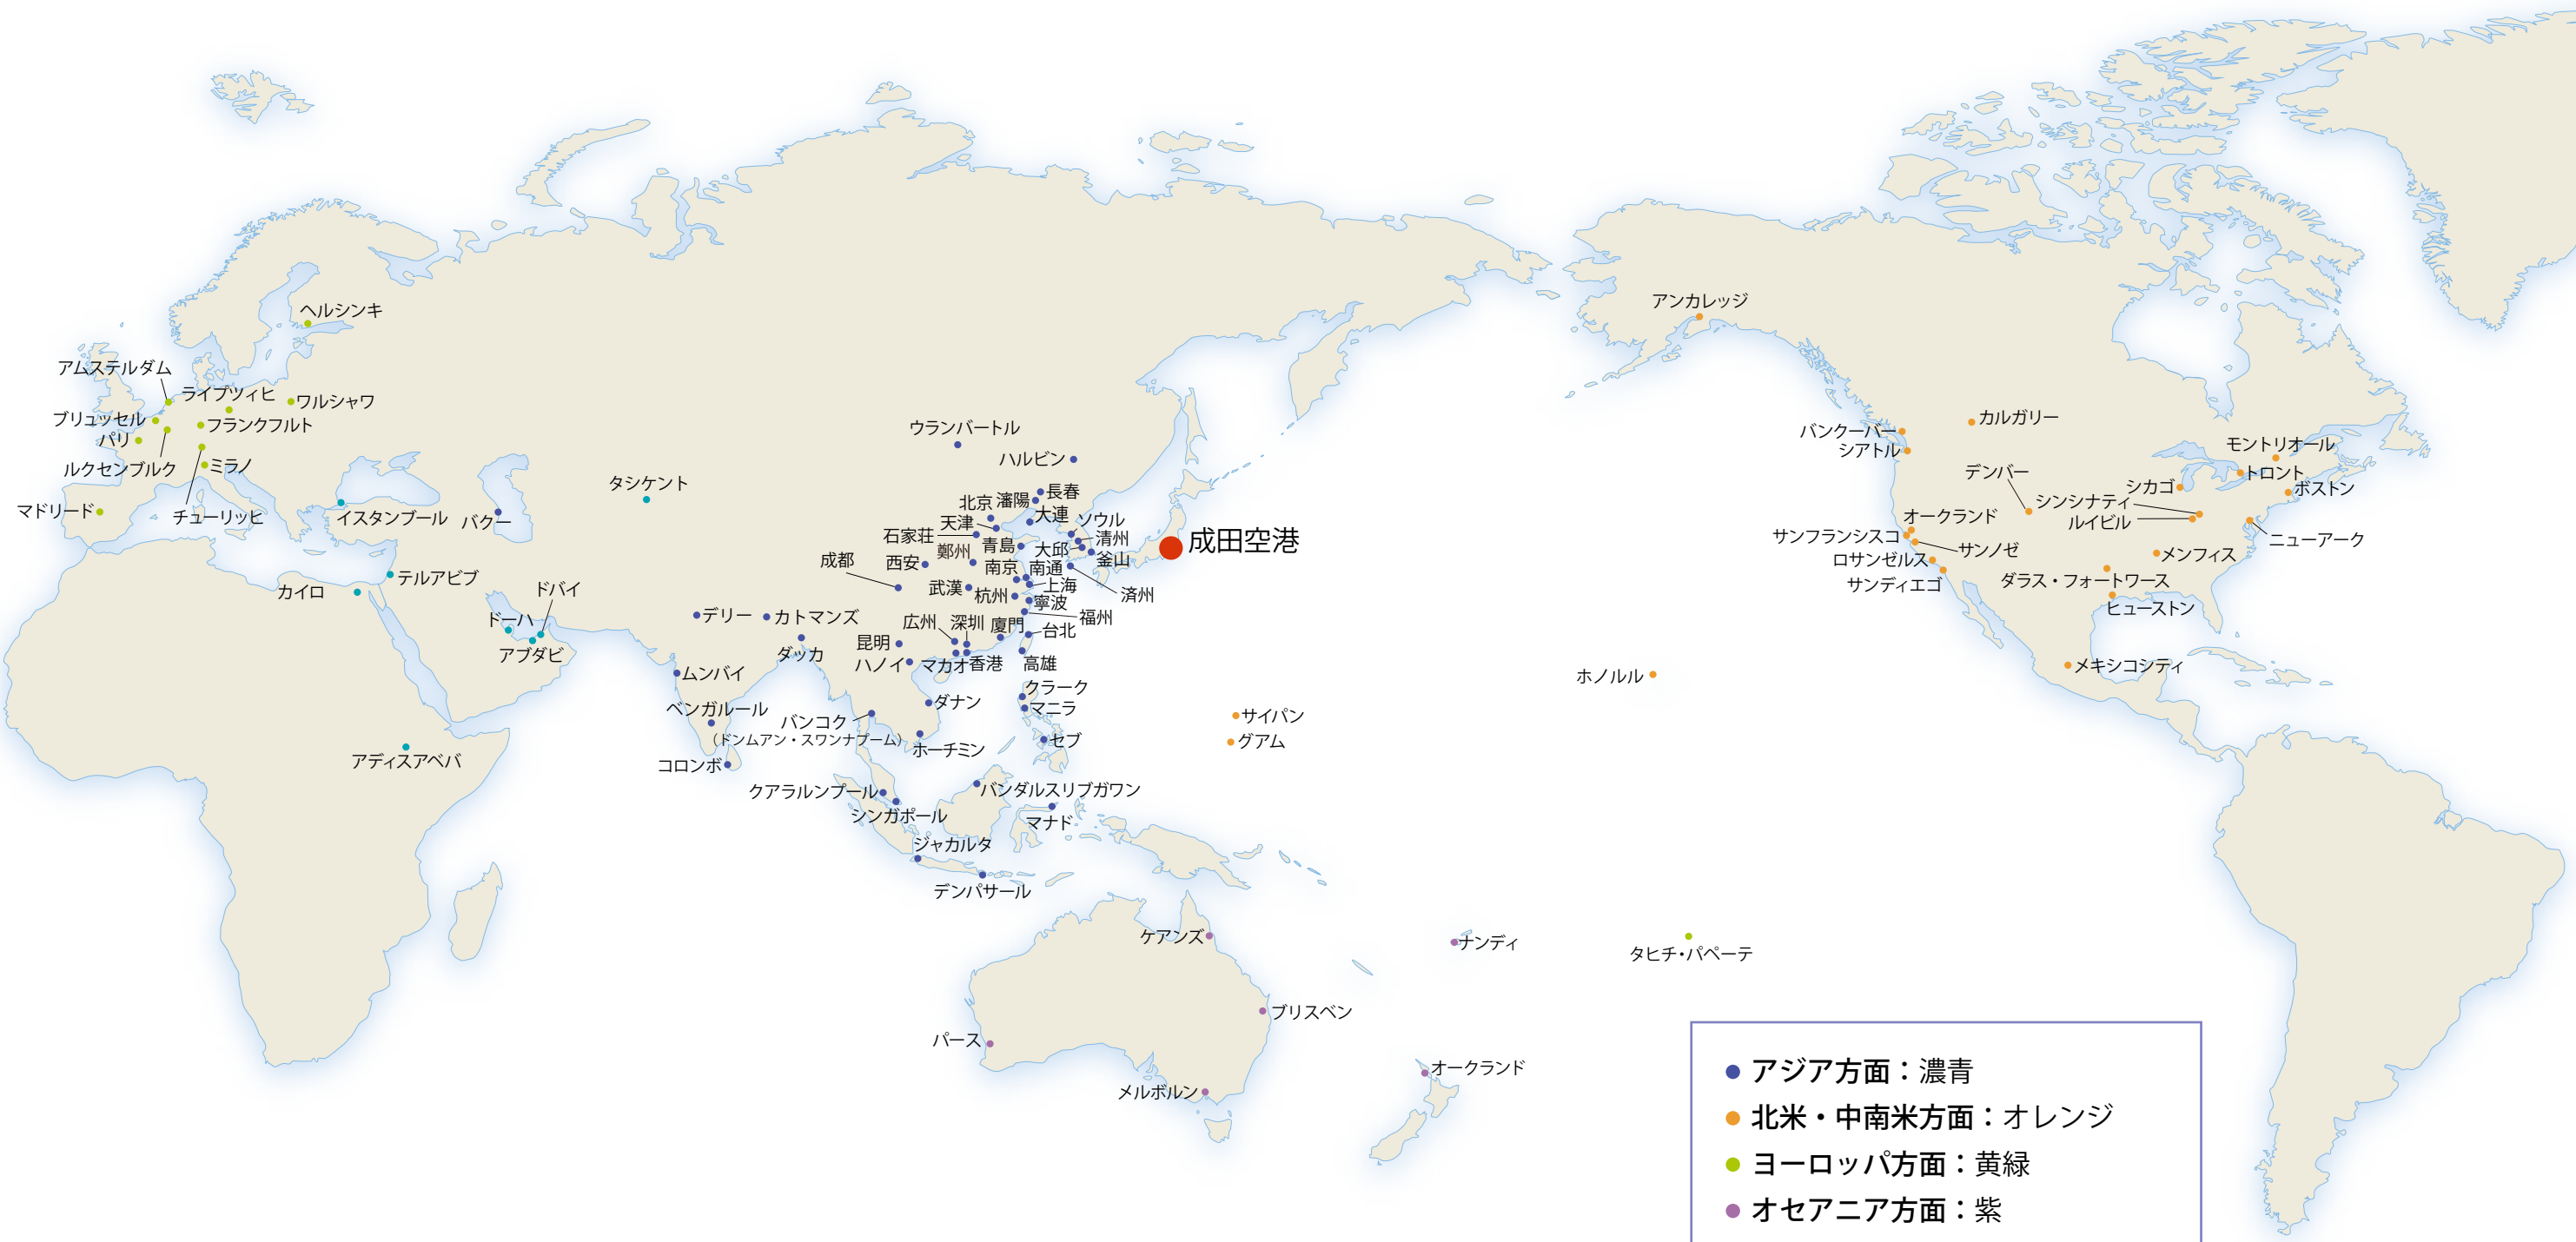 ヘルシンキ
アムステルダム
ライプツィヒ
ワルシャワ
ブリュッセル
フランクフルト
パリ
ルクセンブルク
ミラノ
マドリード
チューリッヒ
イスタンブール
バクー
タシケント
カイロ
テルアビブ
ドバイ
ドーハ
アブダビ
アディスアベバ
ウランバートル
ハルビン
長春
瀋陽
北京
大連
天津
ソウル
石家荘
清州
青島
大邱
鄭州
釜山
成都
西安
南京
南通
上海
済州
武漢
杭州
寧波
福州
デリー
カトマンズ
広州
深圳
廈門
台北
昆明
ダッカ
ハノイ
マカオ
香港
高雄
ムンバイ
クラーク
ダナン
マニラ
ベンガルール
バンコク
(ドンムアン・スワンナプーム)
セブ
ホーチミン
コロンボ
クアラルンプール
バンダルスリブガワン
シンガポール
マナド
ジャカルタ
デンパサール
成田空港
サイパン
グアム
ホノルル
アンカレッジ
カルガリー
バンクーバー
シアトル
モントリオール
トロント
デンバー
シカゴ
ボストン
シンシナティ
ルイビル
オークランド
サンフランシスコ
サンノゼ
ニューアーク
ロサンゼルス
メンフィス
サンディエゴ
ダラス・フォートワース
ヒューストン
メキシコシティ
ケアンズ
ナンディ
タヒチ・パペーテ
ブリスベン
パース
オークランド
メルボルン
アジア方面：濃青
北米・中南米方面：オレンジ
ヨーロッパ方面：黄緑
オセアニア方面：紫